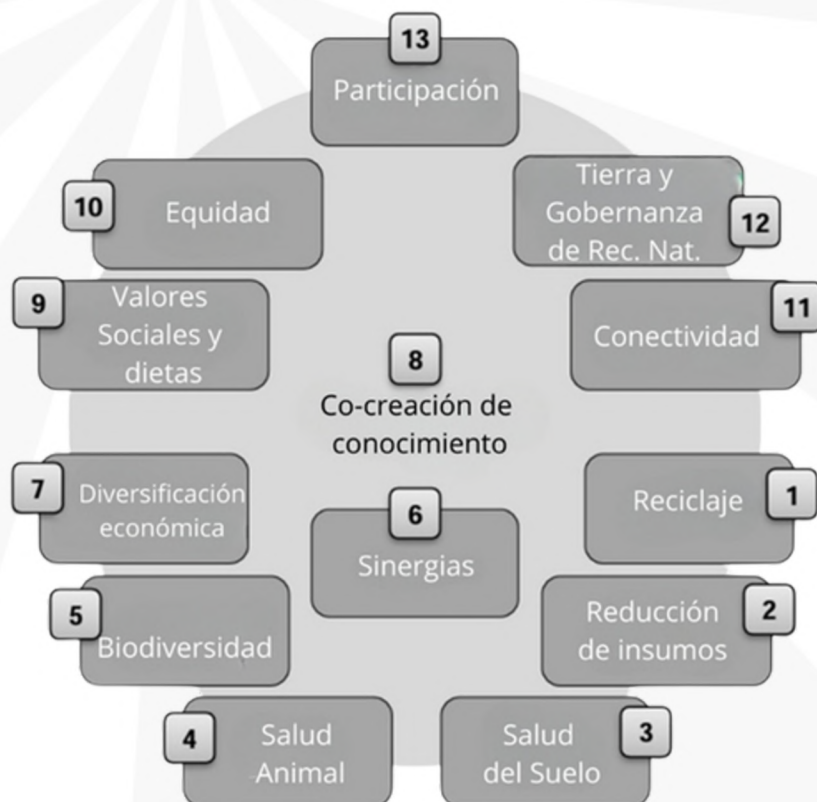 13
Participación
10
Equidad
Tierra y
Gobernanza
de Rec. Nat.
12
9
Valores
Sociales y
dietas
11
Conectividad
8
Co-creación de
conocimiento
7
Diversificación
económica
6
Sinergias
1
Reciclaje
5
Biodiversidad
2
Reducción
de insumos
4
Salud
Animal
3
Salud
del Suelo